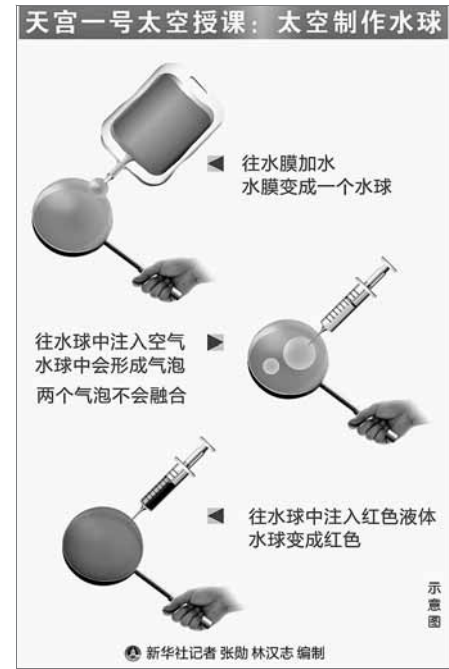 天宫一号太空授课：太空制作水球
往水膜加水
水膜变成一个水球
往水球中注入空气
水球中会形成气泡
两个气泡不会融合
往水球中注入红色液体
水球变成红色
示意图
新华社记者 张勋 林汉志 编制